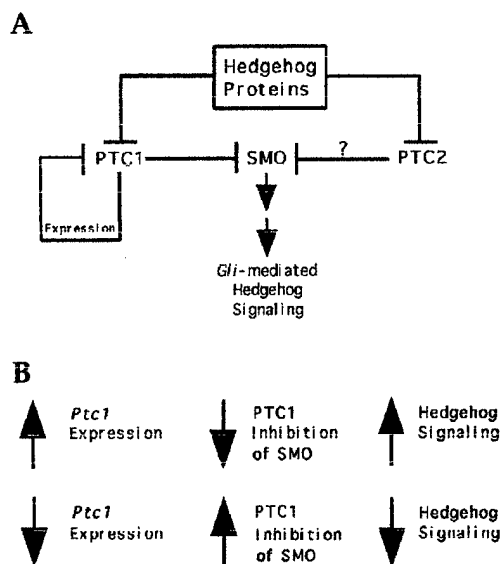 A
Hedgehog
Proteins
PTC1
SMO
?
PTC2
Expression
Gli-mediated
Hedgehog
Signaling
B
Ptc1
Expression
PTC1
Inhibition
of SMO
Hedgehog
Signaling
Ptc1
Expression
PTC1
Inhibition
of SMO
Hedgehog
Signaling